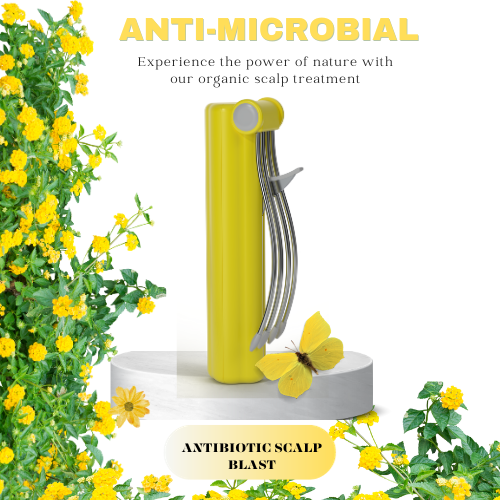 ANTI-MICROBIAL
Experience the power of nature with
our organic scalp treatment
ANTIBIOTIC SCALP
BLAST